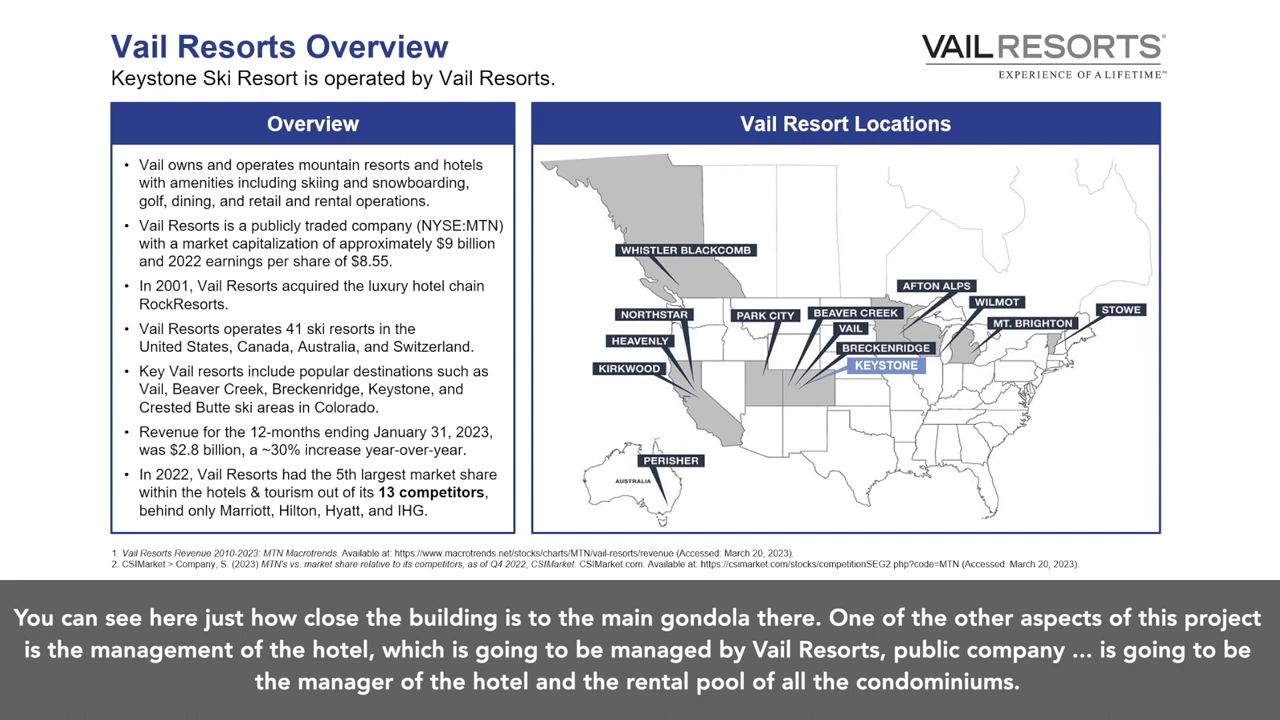 Vail Resorts Overview
Keystone Ski Resort is operated by Vail Resorts.
VAILRESORTS®
EXPERIENCE OF A LIFETIME™
Overview
• Vail owns and operates mountain resorts and hotels
with amenities including skiing and snowboarding,
golf, dining, and retail and rental operations.
• Vail Resorts is a publicly traded company (NYSE:MTN)
with a market capitalization of approximately $9 billion
and 2022 earnings per share of $8.55.
• In 2001, Vail Resorts acquired the luxury hotel chain
RockResorts.
• Vail Resorts operates 41 ski resorts in the
United States, Canada, Australia, and Switzerland.
• Key Vail resorts include popular destinations such as
Vail, Beaver Creek, Breckenridge, Keystone, and
Crested Butte ski areas in Colorado.
• Revenue for the 12-months ending January 31, 2023,
was $2.8 billion, a ~30% increase year-over-year.
• In 2022, Vail Resorts had the 5th largest market share
within the hotels & tourism out of its 13 competitors,
behind only Marriott, Hilton, Hyatt, and IHG.
Vail Resort Locations
WHISTLER BLACKCOMB
AFTON ALPS
WILMOT
STOWE
NORTHSTAR
PARK CITY
BEAVER CREEK
MT. BRIGHTON
VAIL
HEAVENLY
BRECKENRIDGE
KIRKWOOD
KEYSTONE
PERISHER
AUSTRALIA
1. Vail Resorts Revenue 2010-2023: MTN Macrotrends. Available at: https://www.macrotrends.net/stocks/charts/MTN/vail-resorts/revenue (Accessed: March 20, 2023).
2. CSIMarket > Company, S. (2023) MTN's vs. market share relative to its competitors, as of Q4 2022, CSIMarket. CSIMarket.com. Available at: https://csimarket.com/stocks/competitionSEG2.php?code=MTN (Accessed: March 20, 2023).
You can see here just how close the building is to the main gondola there. One of the other aspects of this project
is the management of the hotel, which is going to be managed by Vail Resorts, public company ... is going to be
the manager of the hotel and the rental pool of all the condominiums.